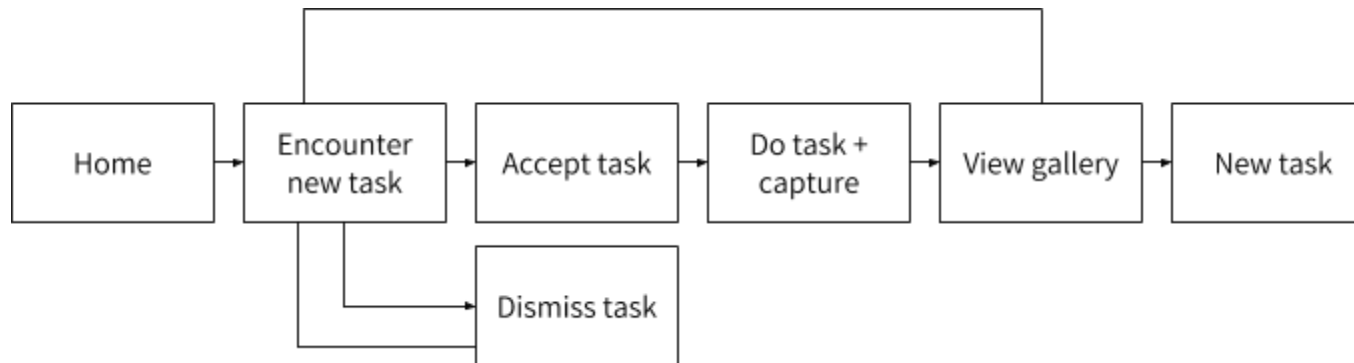 Home
Encounter
new task
Accept task
Do task +
capture
View gallery
New task
Dismiss task